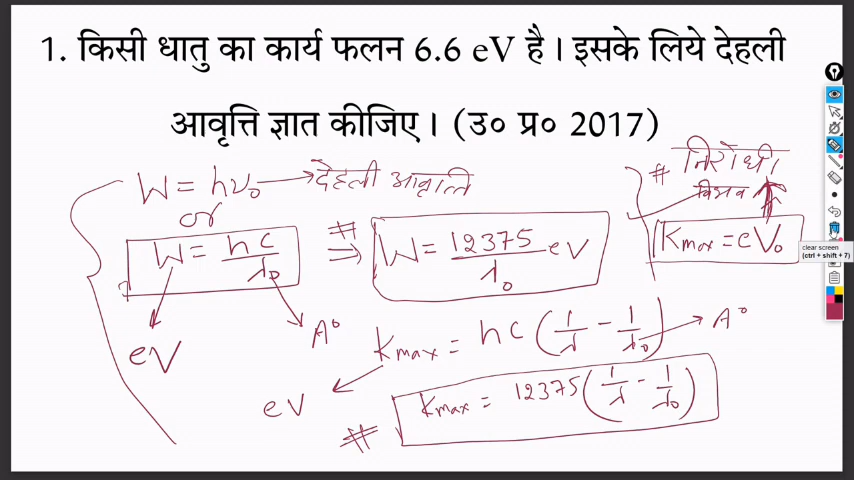 1. किसी धातु का कार्य फलन 6.6 eV है। इसके लिये देहली
आवृत्ति ज्ञात कीजिए। (उ० प्र० 2017)
W = hν₀ → देहली आवृत्ति
or
W = hc/λ₀
# ⇒ W = 12375/λ₀ eV
# निरोधी
विभव
Kmax = eV₀
clear screen
(ctrl + shift + 7)
eV
A°
Kmax = hc (1/λ - 1/λ₀) → A°
eV
# Kmax = 12375 (1/λ - 1/λ₀)